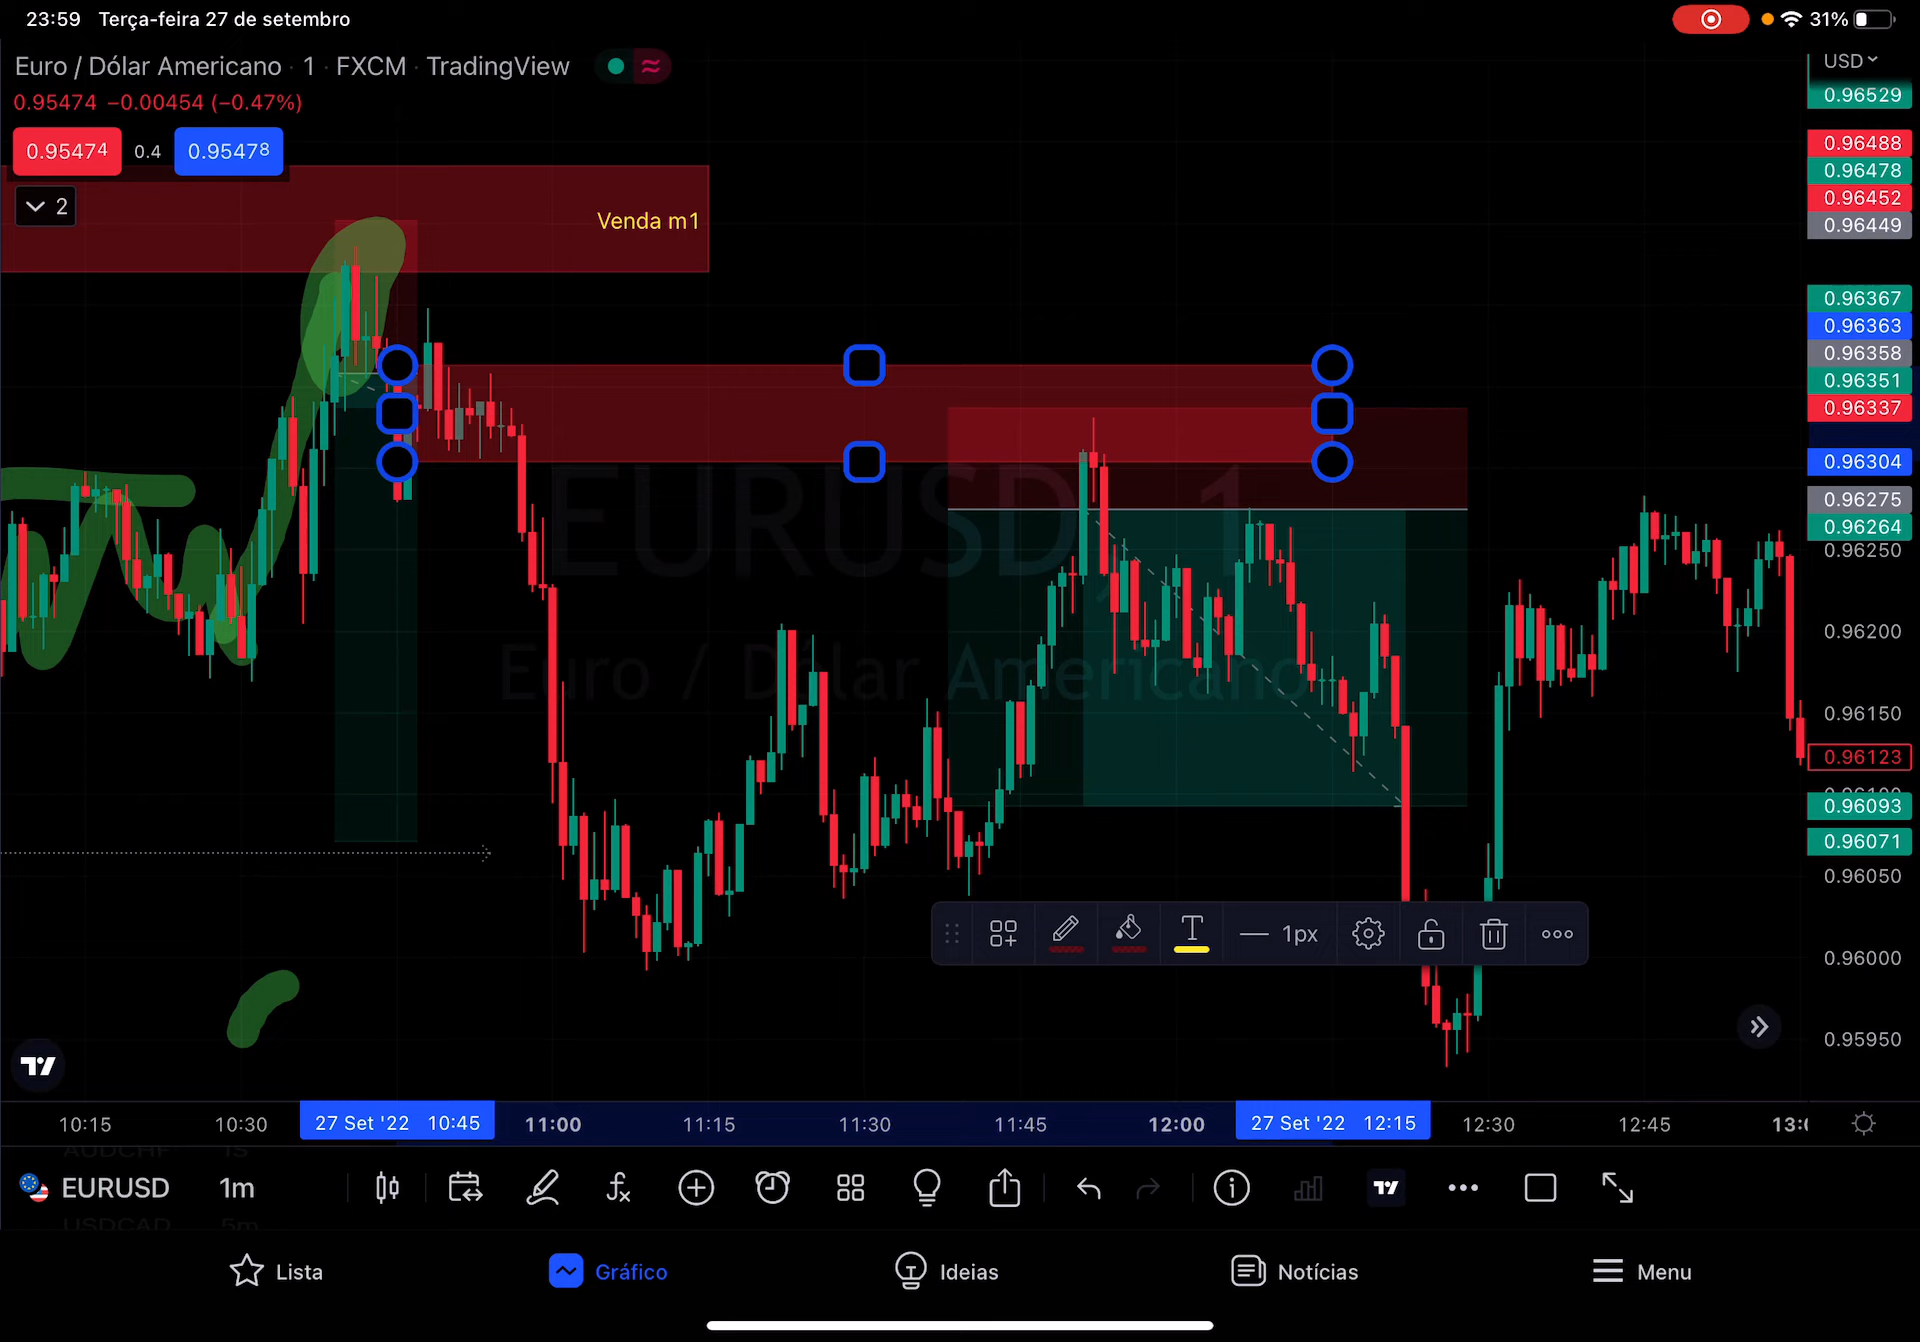 23:59 Terça-feira 27 de setembro
31%
Euro / Dólar Americano · 1 · FXCM · TradingView
USD
0.95474 −0.00454 (−0.47%)
0.96529
0.95474 0.4 0.95478
0.96488
0.96478
0.96452
2
0.96449
Venda m1
0.96367
0.96363
0.96358
0.96351
0.96337
0.96304
0.96275
0.96264
0.96250
EURUSD, 1
Euro / Dólar Americano
0.96200
0.96150
0.96123
0.96100
0.96093
0.96071
0.96050
1px
0.96000
0.95950
10:15 10:30 27 Set '22 10:45 11:00 11:15 11:30 11:45 12:00 27 Set '22 12:15 12:30 12:45 13:0
AUDCHF 1s
EURUSD 1m
USDCAD 5m
Lista Gráfico Ideias Notícias Menu